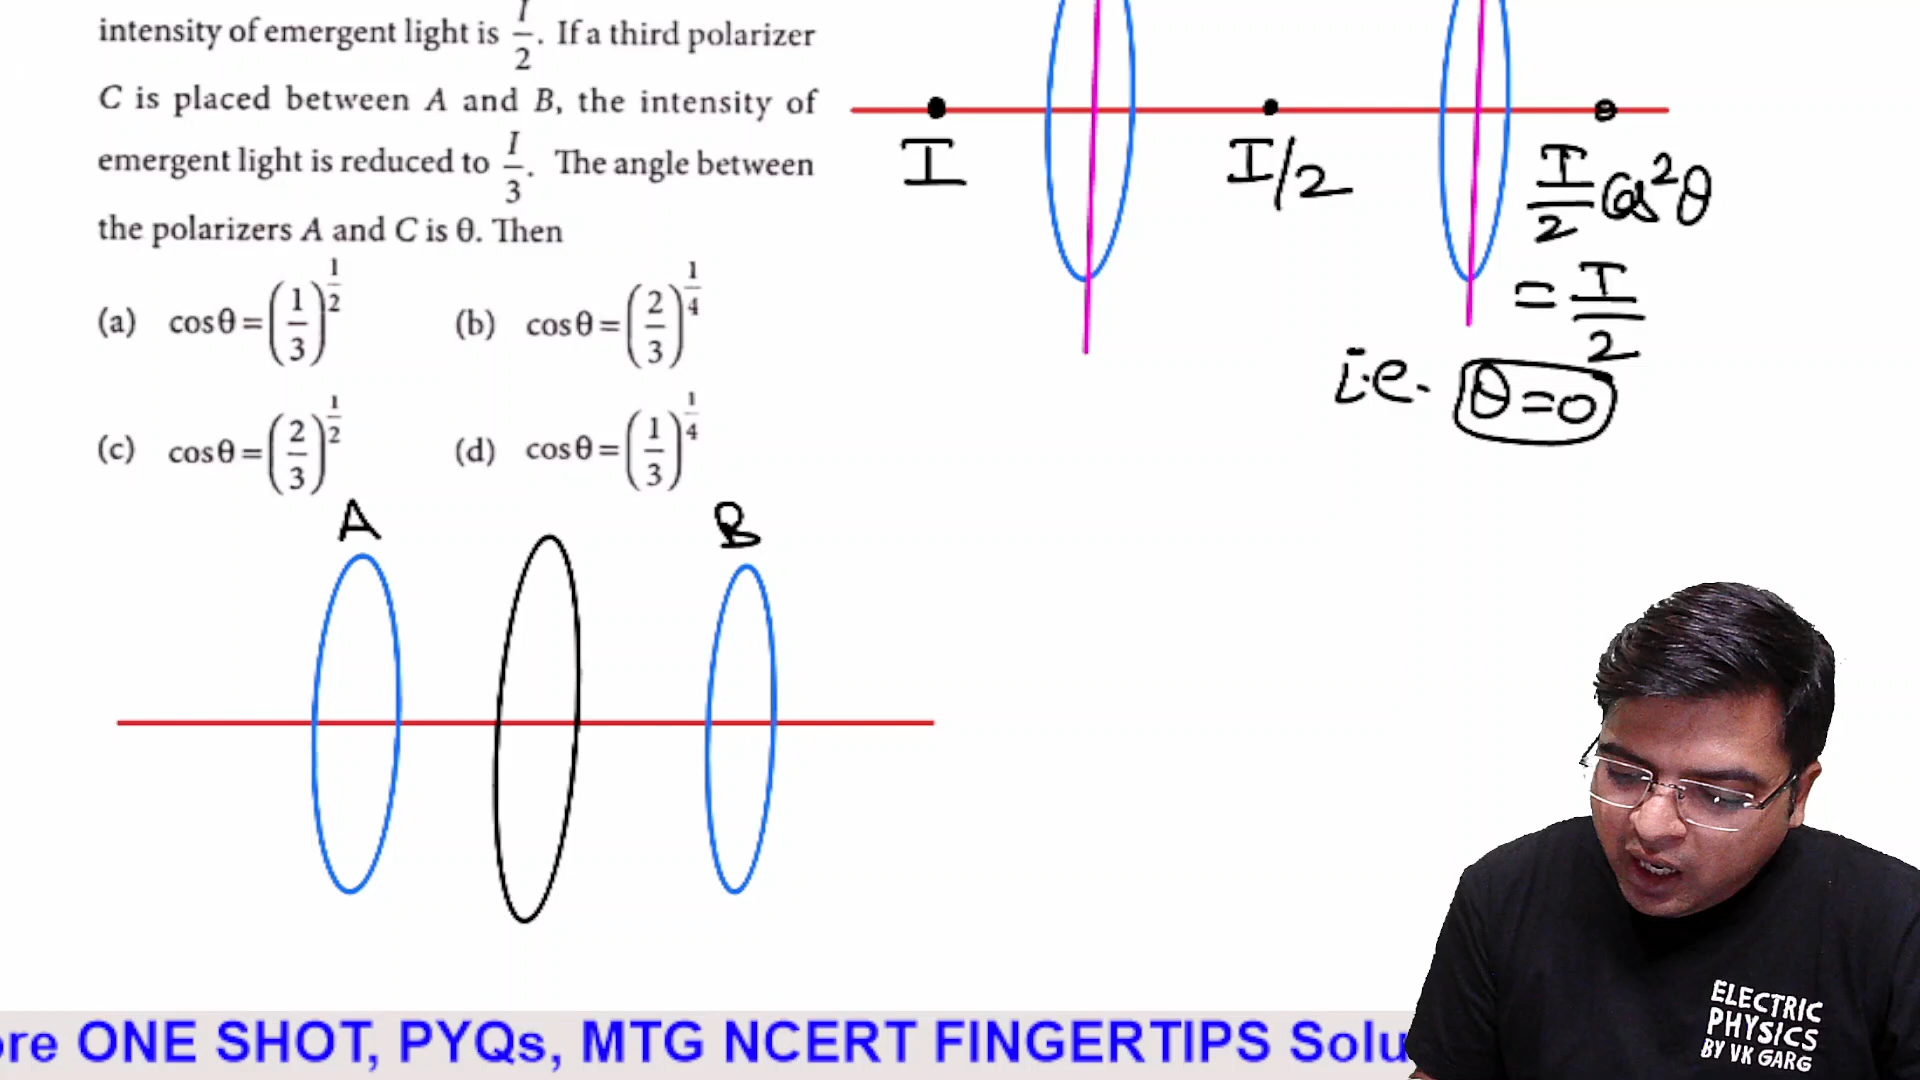 intensity of emergent light is I/2. If a third polarizer
C is placed between A and B, the intensity of
emergent light is reduced to I/3. The angle between
the polarizers A and C is θ. Then
(a) cosθ=(1/3)^1/2 (b) cosθ=(2/3)^1/4
(c) cosθ=(2/3)^1/2 (d) cosθ=(1/3)^1/4
I
I/2
I/2 Cos²θ
= I/2
i.e. θ=0
A
B
ore ONE SHOT, PYQs, MTG NCERT FINGERTIPS Solu
ELECTRIC
PHYSICS
BY VK GARG